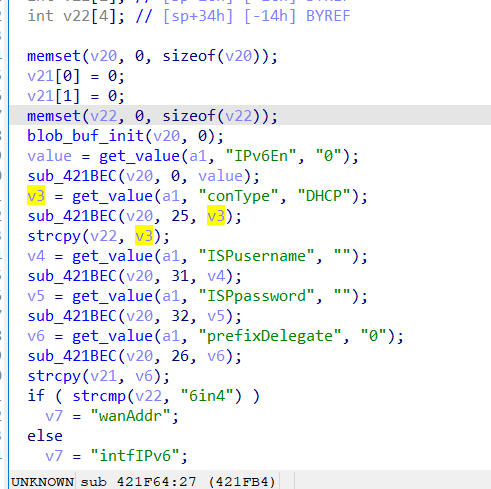 int v22[4]; // [sp+34h] [-14h] BYREF
memset(v20, 0, sizeof(v20));
v21[0] = 0;
v21[1] = 0;
memset(v22, 0, sizeof(v22));
blob_buf_init(v20, 0);
value = get_value(a1, "IPv6En", "0");
sub_421BEC(v20, 0, value);
v3 = get_value(a1, "conType", "DHCP");
sub_421BEC(v20, 25, v3);
strcpy(v22, v3);
v4 = get_value(a1, "ISPusername", "");
sub_421BEC(v20, 31, v4);
v5 = get_value(a1, "ISPpassword", "");
sub_421BEC(v20, 32, v5);
v6 = get_value(a1, "prefixDelegate", "0");
sub_421BEC(v20, 26, v6);
strcpy(v21, v6);
if ( strcmp(v22, "6in4") )
v7 = "wanAddr";
else
v7 = "intfIPv6";
UNKNOWN sub_421F64:27 (421FB4)